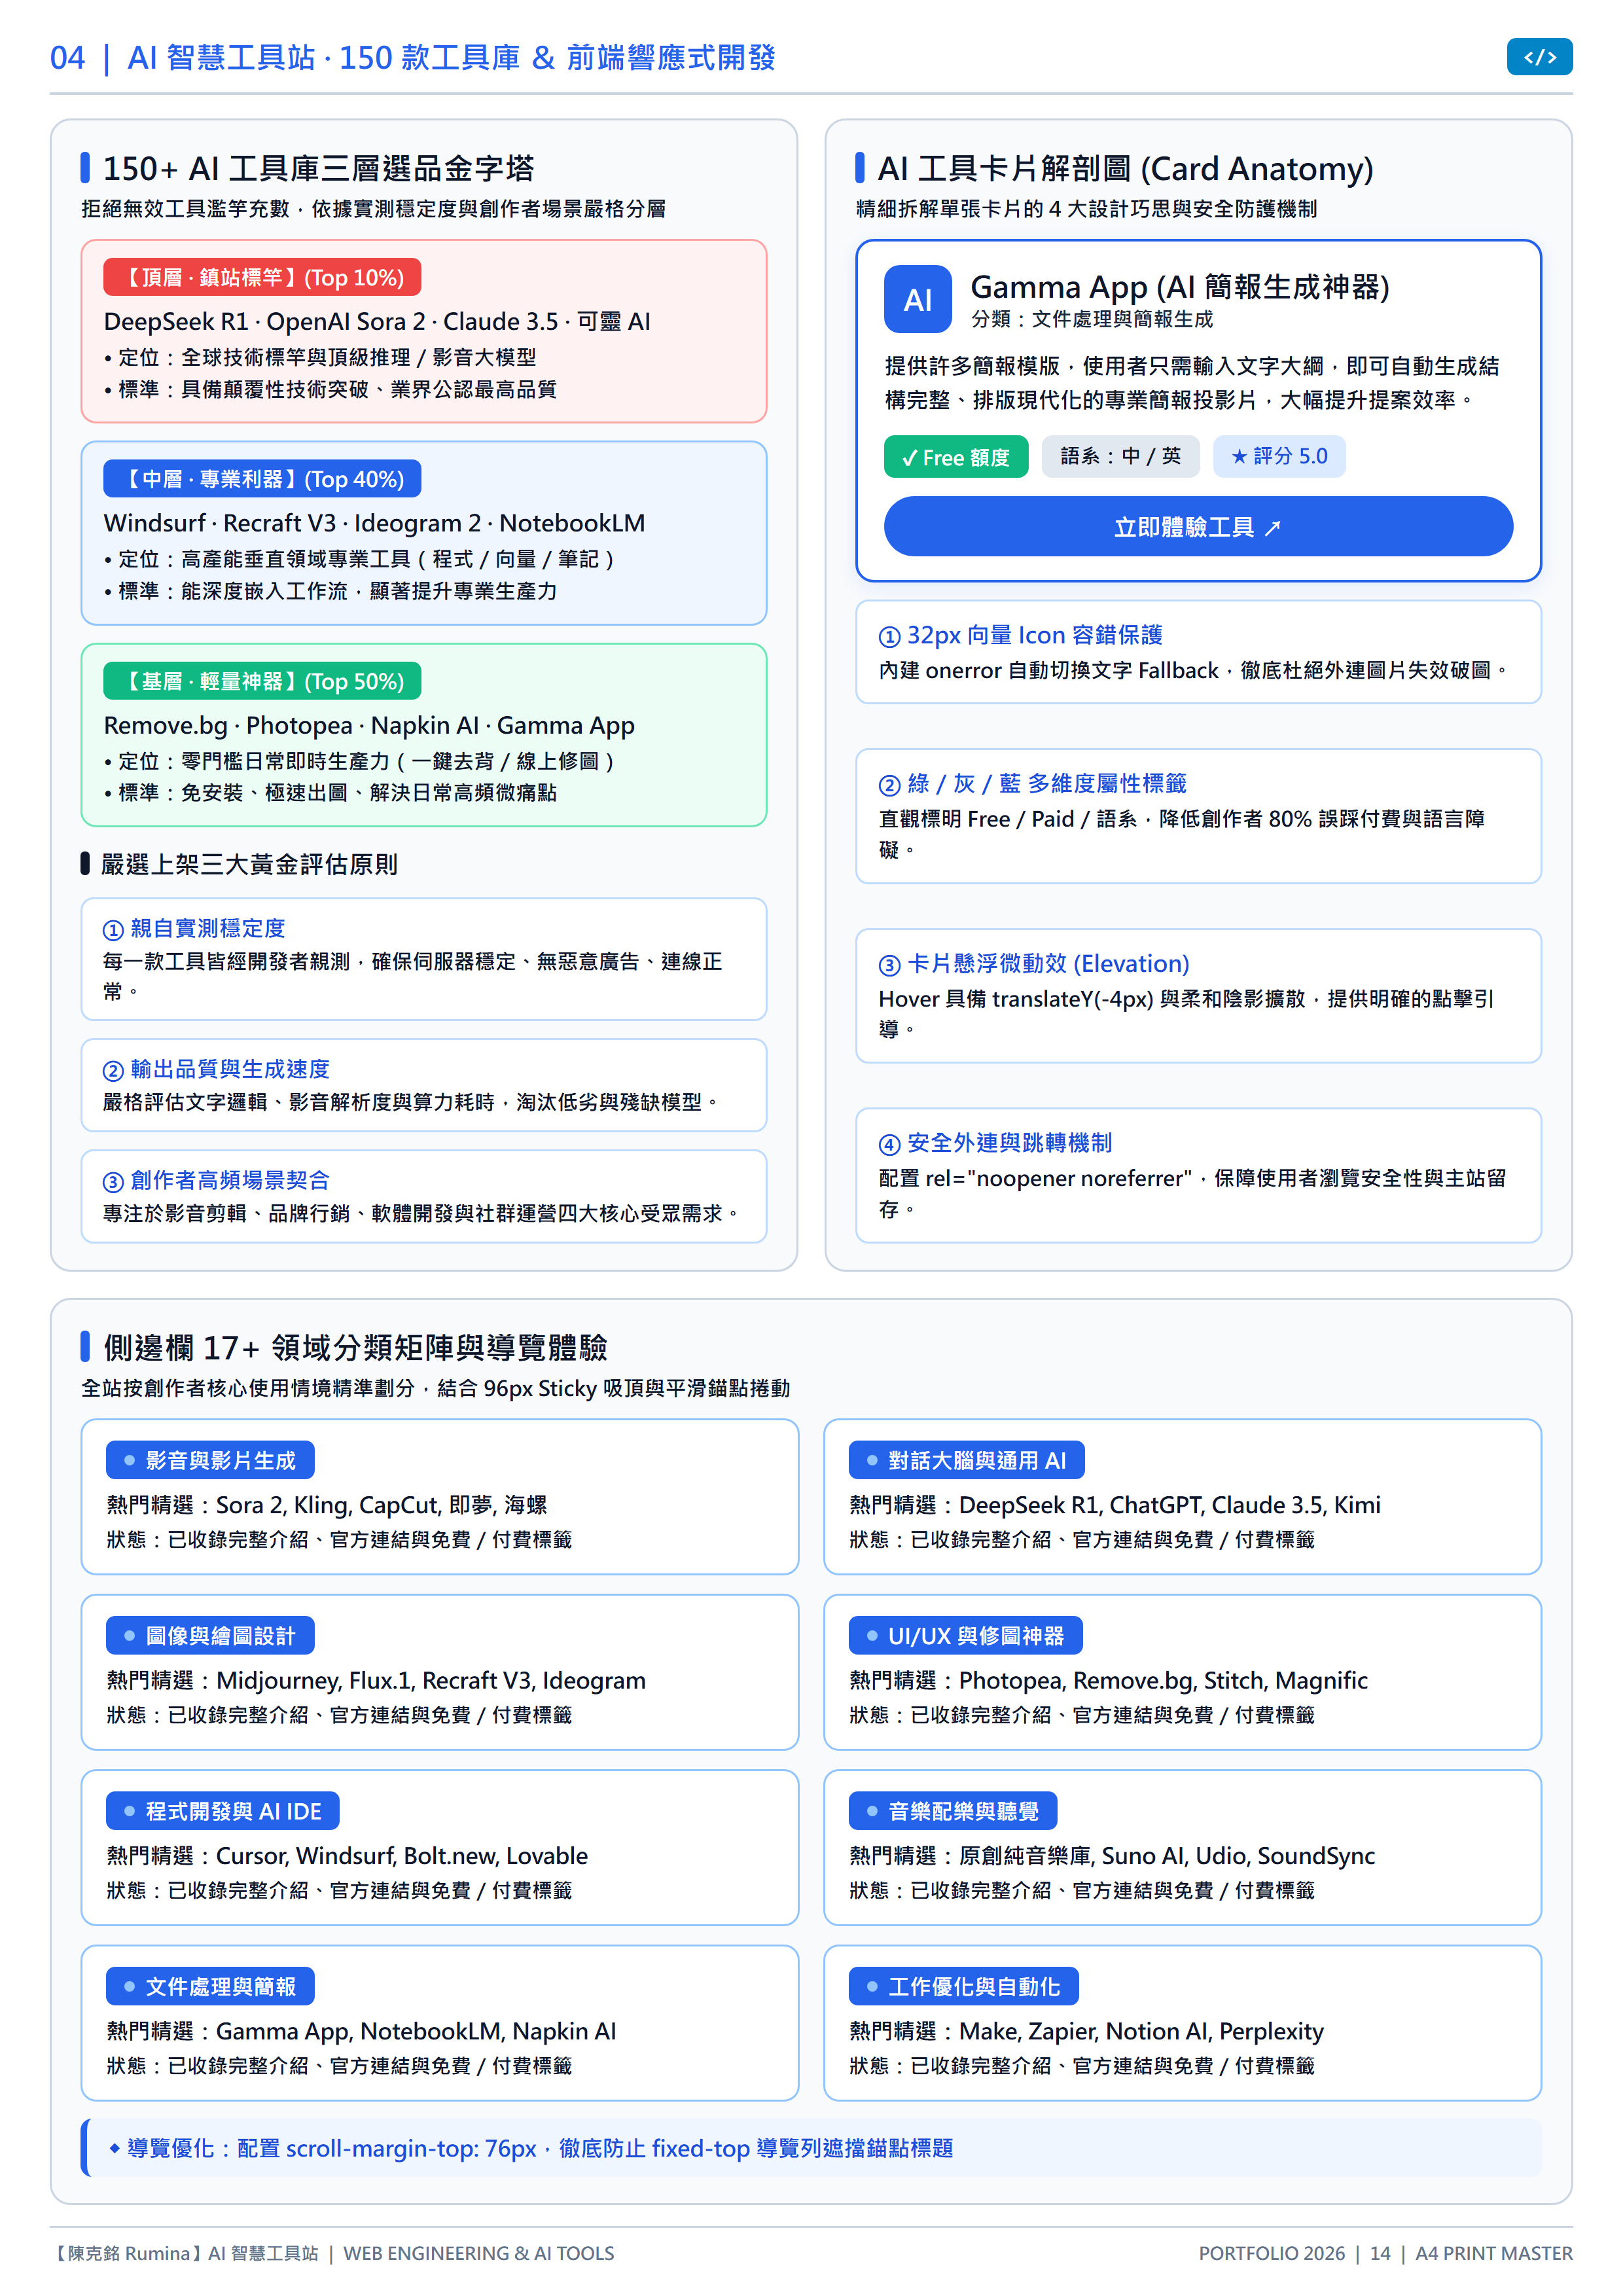 04 | AI 智慧工具站 · 150 款工具庫 & 前端響應式開發
</>
150+ AI 工具庫三層選品金字塔
拒絕無效工具濫竽充數，依據實測穩定度與創作者場景嚴格分層
【頂層 · 鎮站標竿】(Top 10%)
DeepSeek R1 · OpenAI Sora 2 · Claude 3.5 · 可靈 AI
• 定位：全球技術標竿與頂級推理 / 影音大模型
• 標準：具備顛覆性技術突破、業界公認最高品質
【中層 · 專業利器】(Top 40%)
Windsurf · Recraft V3 · Ideogram 2 · NotebookLM
• 定位：高產能垂直領域專業工具 ( 程式 / 向量 / 筆記 )
• 標準：能深度嵌入工作流，顯著提升專業生產力
【基層 · 輕量神器】(Top 50%)
Remove.bg · Photopea · Napkin AI · Gamma App
• 定位：零門檻日常即時生產力 ( 一鍵去背 / 線上修圖 )
• 標準：免安裝、極速出圖、解決日常高頻微痛點
嚴選上架三大黃金評估原則
① 親自實測穩定度
每一款工具皆經開發者親測，確保伺服器穩定、無惡意廣告、連線正
常。
② 輸出品質與生成速度
嚴格評估文字邏輯、影音解析度與算力耗時，淘汰低劣與殘缺模型。
③ 創作者高頻場景契合
專注於影音剪輯、品牌行銷、軟體開發與社群運營四大核心受眾需求。
AI 工具卡片解剖圖 (Card Anatomy)
精細拆解單張卡片的 4 大設計巧思與安全防護機制
AI
Gamma App (AI 簡報生成神器)
分類：文件處理與簡報生成
提供許多簡報模版，使用者只需輸入文字大綱，即可自動生成結
構完整、排版現代化的專業簡報投影片，大幅提升提案效率。
✓ Free 額度
語系：中 / 英
★ 評分 5.0
立即體驗工具 ↗
① 32px 向量 Icon 容錯保護
內建 onerror 自動切換文字 Fallback，徹底杜絕外連圖片失效破圖。
② 綠 / 灰 / 藍 多維度屬性標籤
直觀標明 Free / Paid / 語系，降低創作者 80% 誤踩付費與語言障
礙。
③ 卡片懸浮微動效 (Elevation)
Hover 具備 translateY(-4px) 與柔和陰影擴散，提供明確的點擊引
導。
④ 安全外連與跳轉機制
配置 rel="noopener noreferrer"，保障使用者瀏覽安全性與主站留
存。
側邊欄 17+ 領域分類矩陣與導覽體驗
全站按創作者核心使用情境精準劃分，結合 96px Sticky 吸頂與平滑錨點捲動
影音與影片生成
熱門精選：Sora 2, Kling, CapCut, 即夢, 海螺
狀態：已收錄完整介紹、官方連結與免費 / 付費標籤
對話大腦與通用 AI
熱門精選：DeepSeek R1, ChatGPT, Claude 3.5, Kimi
狀態：已收錄完整介紹、官方連結與免費 / 付費標籤
圖像與繪圖設計
熱門精選：Midjourney, Flux.1, Recraft V3, Ideogram
狀態：已收錄完整介紹、官方連結與免費 / 付費標籤
UI/UX 與修圖神器
熱門精選：Photopea, Remove.bg, Stitch, Magnific
狀態：已收錄完整介紹、官方連結與免費 / 付費標籤
程式開發與 AI IDE
熱門精選：Cursor, Windsurf, Bolt.new, Lovable
狀態：已收錄完整介紹、官方連結與免費 / 付費標籤
音樂配樂與聽覺
熱門精選：原創純音樂庫, Suno AI, Udio, SoundSync
狀態：已收錄完整介紹、官方連結與免費 / 付費標籤
文件處理與簡報
熱門精選：Gamma App, NotebookLM, Napkin AI
狀態：已收錄完整介紹、官方連結與免費 / 付費標籤
工作優化與自動化
熱門精選：Make, Zapier, Notion AI, Perplexity
狀態：已收錄完整介紹、官方連結與免費 / 付費標籤
◆ 導覽優化：配置 scroll-margin-top: 76px，徹底防止 fixed-top 導覽列遮擋錨點標題
【陳克銘 Rumina】AI 智慧工具站 | WEB ENGINEERING & AI TOOLS
PORTFOLIO 2026 | 14 | A4 PRINT MASTER